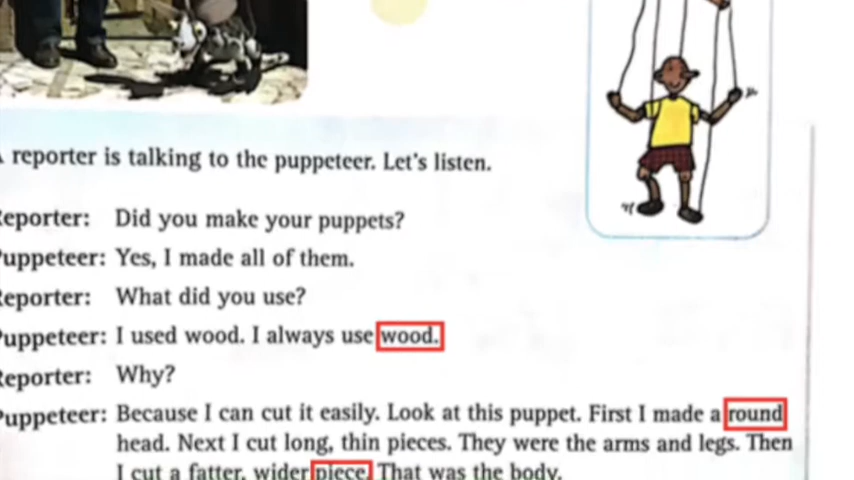 reporter is talking to the puppeteer. Let's listen.
Reporter: Did you make your puppets?
Puppeteer: Yes, I made all of them.
Reporter: What did you use?
Puppeteer: I used wood. I always use wood.
Reporter: Why?
Puppeteer: Because I can cut it easily. Look at this puppet. First I made a round
head. Next I cut long, thin pieces. They were the arms and legs. Then
I cut a fatter, wider piece. That was the body.